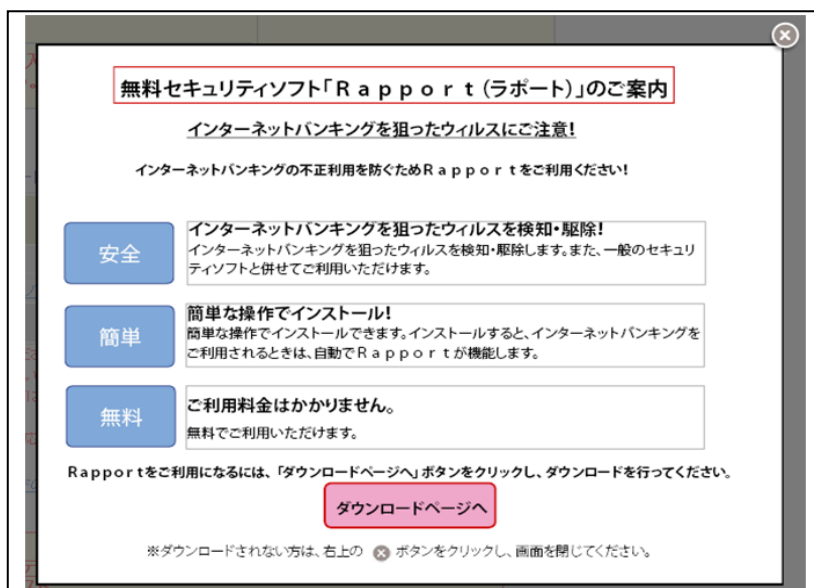 無料セキュリティソフト「Ｒａｐｐｏｒｔ（ラポート）」のご案内
インターネットバンキングを狙ったウィルスにご注意!
インターネットバンキングの不正利用を防ぐためＲａｐｐｏｒｔをご利用ください!
安全
インターネットバンキングを狙ったウィルスを検知・駆除!
インターネットバンキングを狙ったウィルスを検知・駆除します。また、一般のセキュリ
ティソフトと併せてご利用いただけます。
簡単
簡単な操作でインストール!
簡単な操作でインストールできます。インストールすると、インターネットバンキングを
ご利用されるときは、自動でＲａｐｐｏｒｔが機能します。
無料
ご利用料金はかかりません。
無料でご利用いただけます。
Ｒａｐｐｏｒｔをご利用になるには、「ダウンロードページへ」ボタンをクリックし、ダウンロードを行ってください。
ダウンロードページへ
※ダウンロードされない方は、右上の ボタンをクリックし、画面を閉じてください。